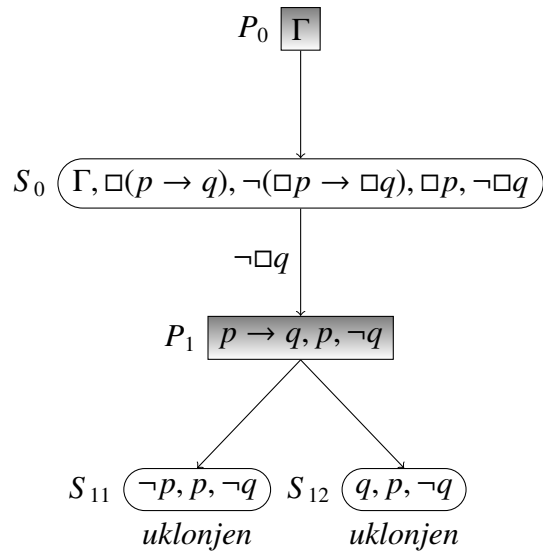 P₀ Γ
S₀ Γ, □(p → q), ¬(□p → □q), □p, ¬□q
¬□q
P₁ p → q, p, ¬q
S₁₁ ¬p, p, ¬q S₁₂ q, p, ¬q
uklonjen uklonjen